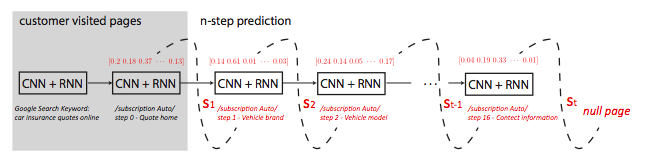 customer visited pages
n-step prediction
[0.2 0.18 0.37 ⋯ 0.13]
[0.14 0.61 0.01 ⋯ 0.03]
[0.24 0.14 0.05 ⋯ 0.17]
[0.04 0.19 0.33 ⋯ 0.01]
CNN + RNN
CNN + RNN
CNN + RNN
CNN + RNN
...
CNN + RNN
S1
S2
St-1
St
Google Search Keyword:
car insurance quotes online
/subscription Auto/
step 0 - Quote home
/subscription Auto/
step 1 - Vehicle brand
/subscription Auto/
step 2 - Vehicle model
/subscription Auto/
step 16 - Contect information
null page